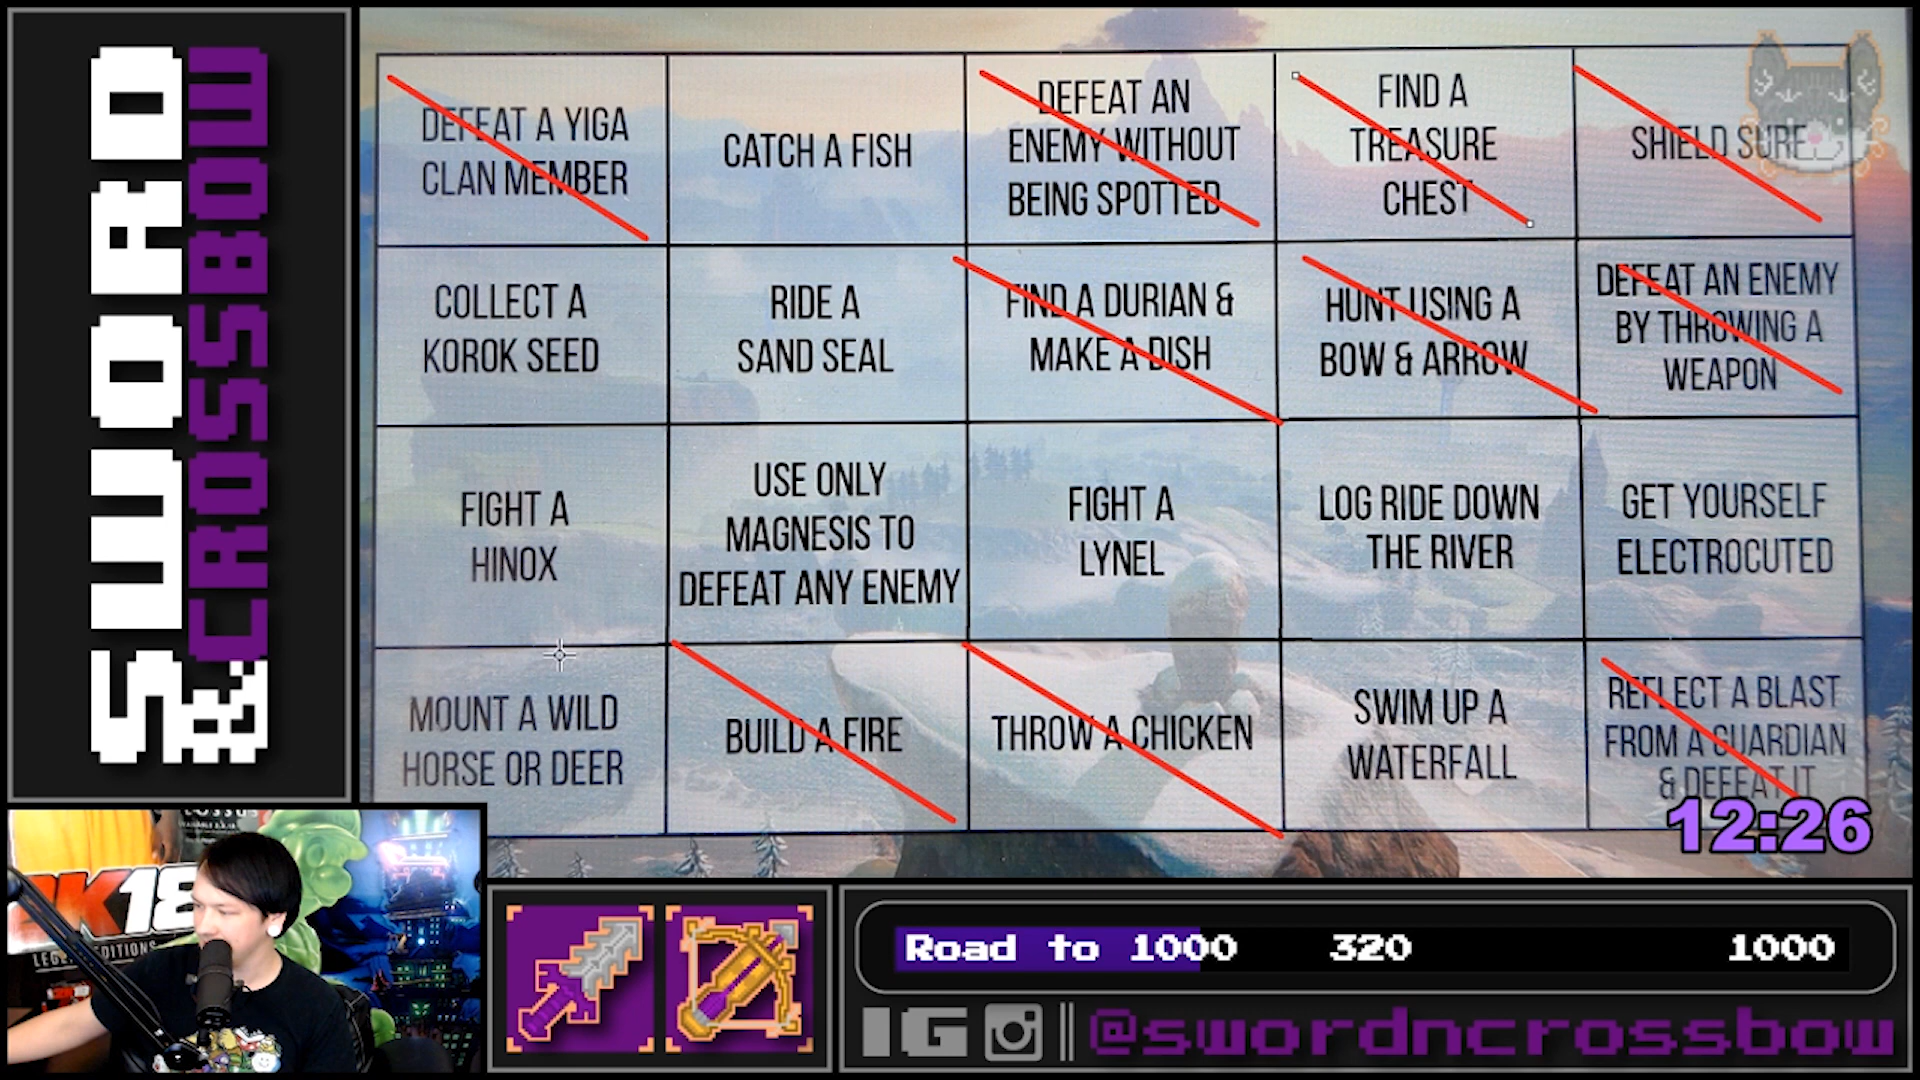 SWORD
& CROSSBOW
DEFEAT A YIGA
CLAN MEMBER
CATCH A FISH
DEFEAT AN
ENEMY WITHOUT
BEING SPOTTED
FIND A
TREASURE
CHEST
SHIELD SURF
COLLECT A
KOROK SEED
RIDE A
SAND SEAL
FIND A DURIAN &
MAKE A DISH
HUNT USING A
BOW & ARROW
DEFEAT AN ENEMY
BY THROWING A
WEAPON
FIGHT A
HINOX
USE ONLY
MAGNESIS TO
DEFEAT ANY ENEMY
FIGHT A
LYNEL
LOG RIDE DOWN
THE RIVER
GET YOURSELF
ELECTROCUTED
MOUNT A WILD
HORSE OR DEER
BUILD A FIRE
THROW A CHICKEN
SWIM UP A
WATERFALL
REFLECT A BLAST
FROM A GUARDIAN
& DEFEAT IT
12:26
2K18
Road to 1000 320 1000
IG || @swordncrossbow